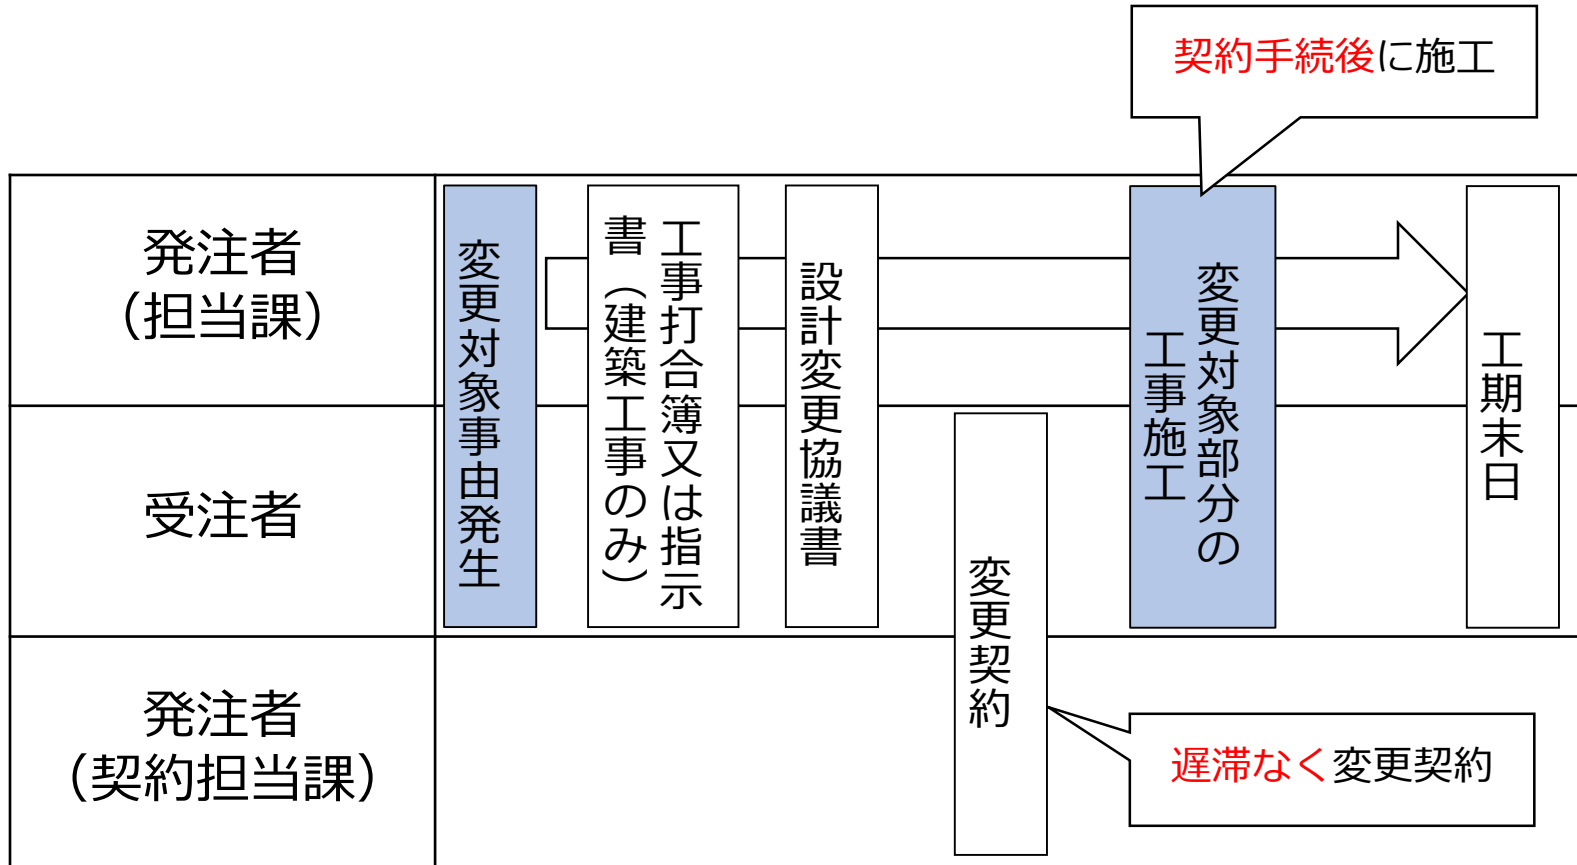 契約手続後に施工
発注者
（担当課）
受注者
発注者
（契約担当課）
変更対象事由発生
工事打合簿又は指示
書（建築工事のみ）
設計変更協議書
変更契約
変更対象部分の
工事施工
工期末日
遅滞なく変更契約